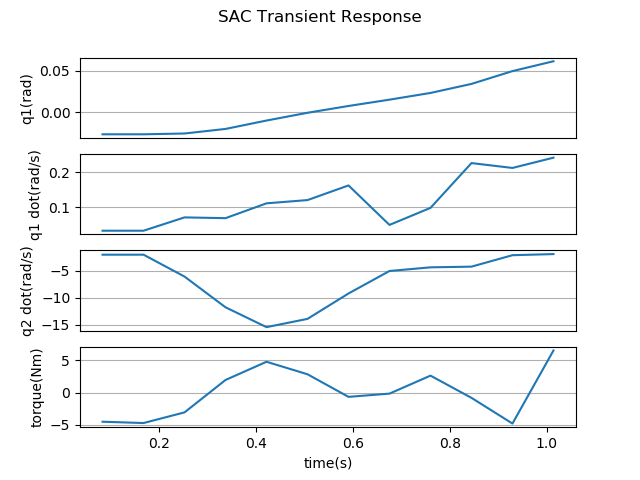 SAC Transient Response
q1(rad)
0.05
0.00
q1 dot(rad/s)
0.2
0.1
q2 dot(rad/s)
−5
−10
−15
torque(Nm)
5
0
−5
0.2 0.4 0.6 0.8 1.0
time(s)